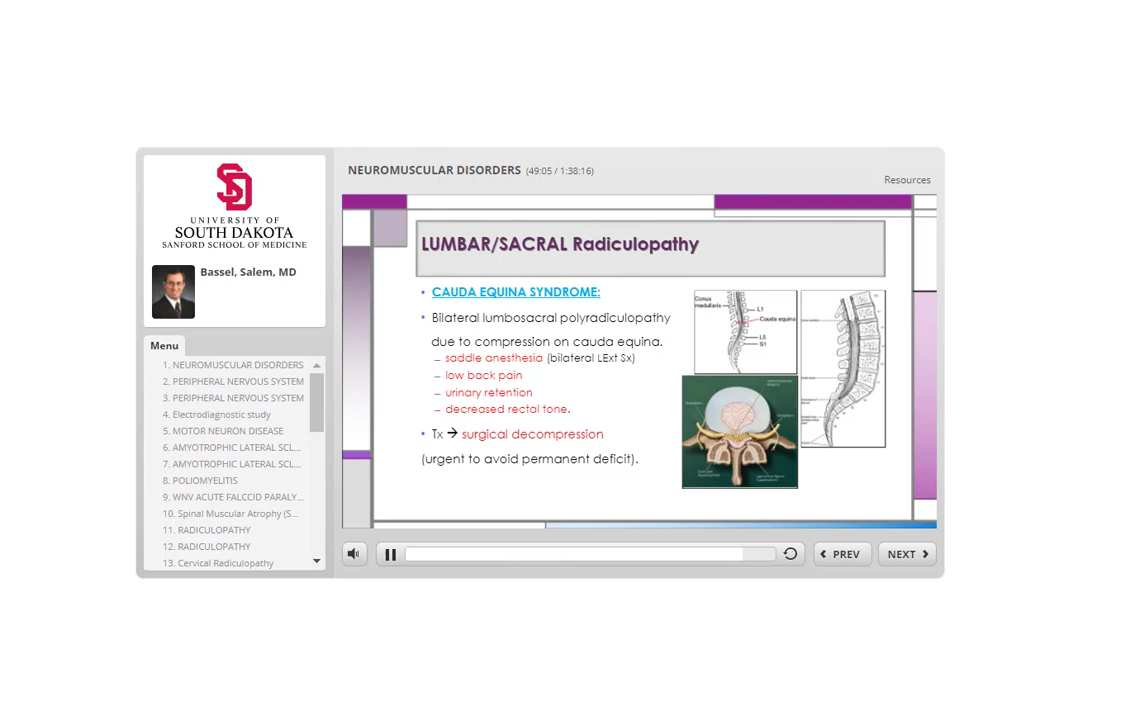 UNIVERSITY OF
SOUTH DAKOTA
SANFORD SCHOOL OF MEDICINE
Bassel, Salem, MD
Menu
1. NEUROMUSCULAR DISORDERS
2. PERIPHERAL NERVOUS SYSTEM
3. PERIPHERAL NERVOUS SYSTEM
4. Electrodiagnostic study
5. MOTOR NEURON DISEASE
6. AMYOTROPHIC LATERAL SCL...
7. AMYOTROPHIC LATERAL SCL...
8. POLIOMYELITIS
9. WNV ACUTE FALCCID PARALY...
10. Spinal Muscular Atrophy (S...
11. RADICULOPATHY
12. RADICULOPATHY
13. Cervical Radiculopathy
NEUROMUSCULAR DISORDERS (49:05 / 1:38:16)
Resources
LUMBAR/SACRAL Radiculopathy
• CAUDA EQUINA SYNDROME:
• Bilateral lumbosacral polyradiculopathy
due to compression on cauda equina.
– saddle anesthesia (bilateral LExt Sx)
– low back pain
– urinary retention
– decreased rectal tone.
• Tx → surgical decompression
(urgent to avoid permanent deficit).
Conus
medullaris
L1
Cauda equina
L5
S1
PREV
NEXT